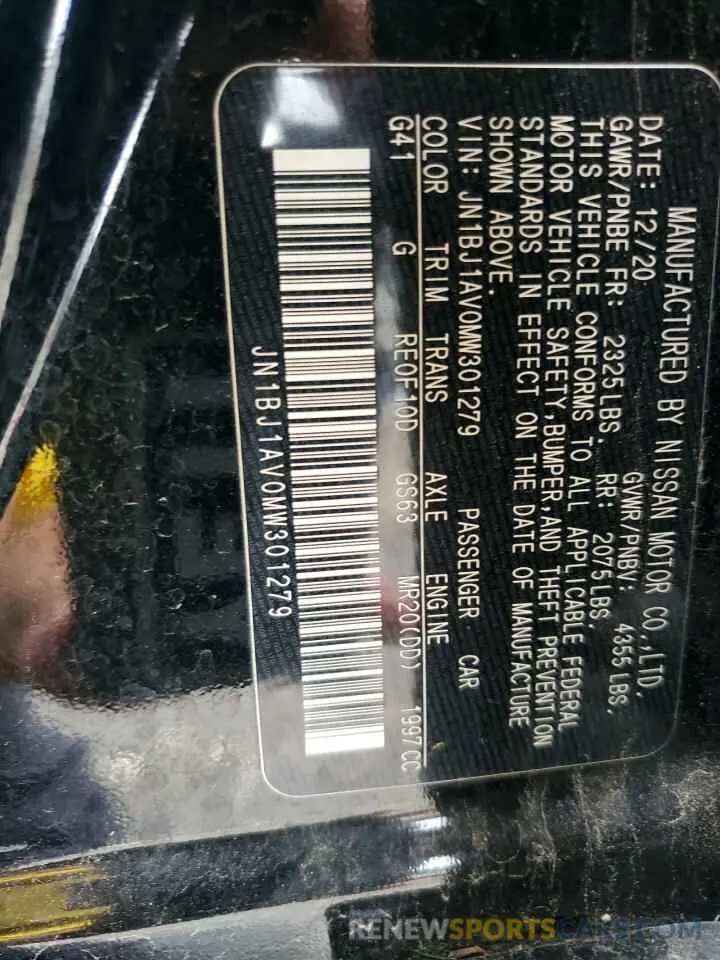 MANUFACTURED BY NISSAN MOTOR CO.,LTD.
DATE: 12/20 GVWR/PNBV: 4355 LBS.
GAWR/PNBE FR: 2325 LBS. RR: 2075 LBS.
THIS VEHICLE CONFORMS TO ALL APPLICABLE FEDERAL
MOTOR VEHICLE SAFETY,BUMPER,AND THEFT PREVENTION
STANDARDS IN EFFECT ON THE DATE OF MANUFACTURE
SHOWN ABOVE.
VIN: JN1BJ1AV0MW301279 PASSENGER CAR
COLOR TRIM TRANS AXLE ENGINE
G41 G RE0F10D GS63 MR20(DD) 1997CC
JN1BJ1AV0MW301279
RENEWSPORTSCARS.COM